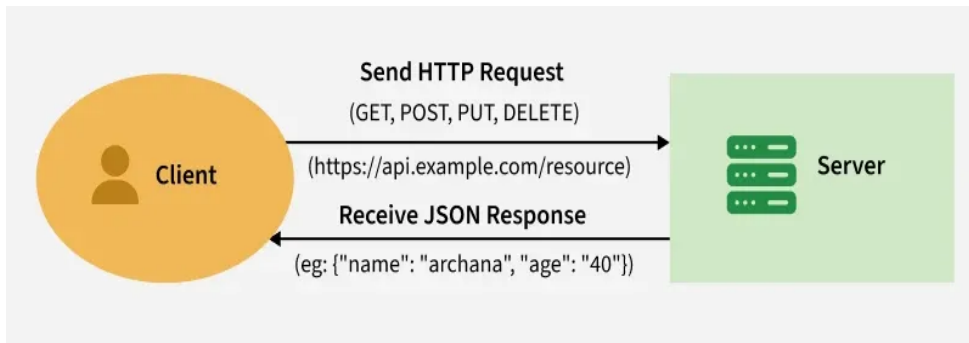 Send HTTP Request
(GET, POST, PUT, DELETE)
Client
(https://api.example.com/resource)
Server
Receive JSON Response
(eg: {"name": "archana", "age": "40"})